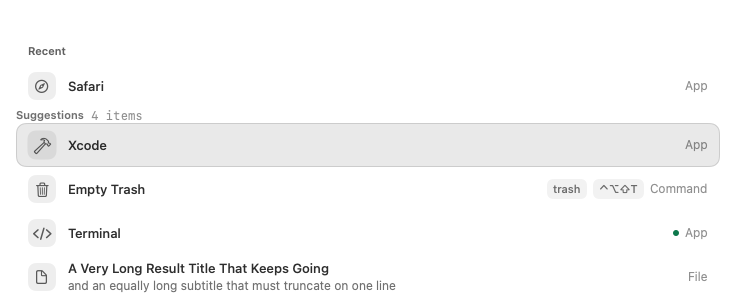 Recent
Safari App
Suggestions 4 items
Xcode App
Empty Trash trash ^⌥⇧T Command
Terminal App
A Very Long Result Title That Keeps Going
and an equally long subtitle that must truncate on one line
File